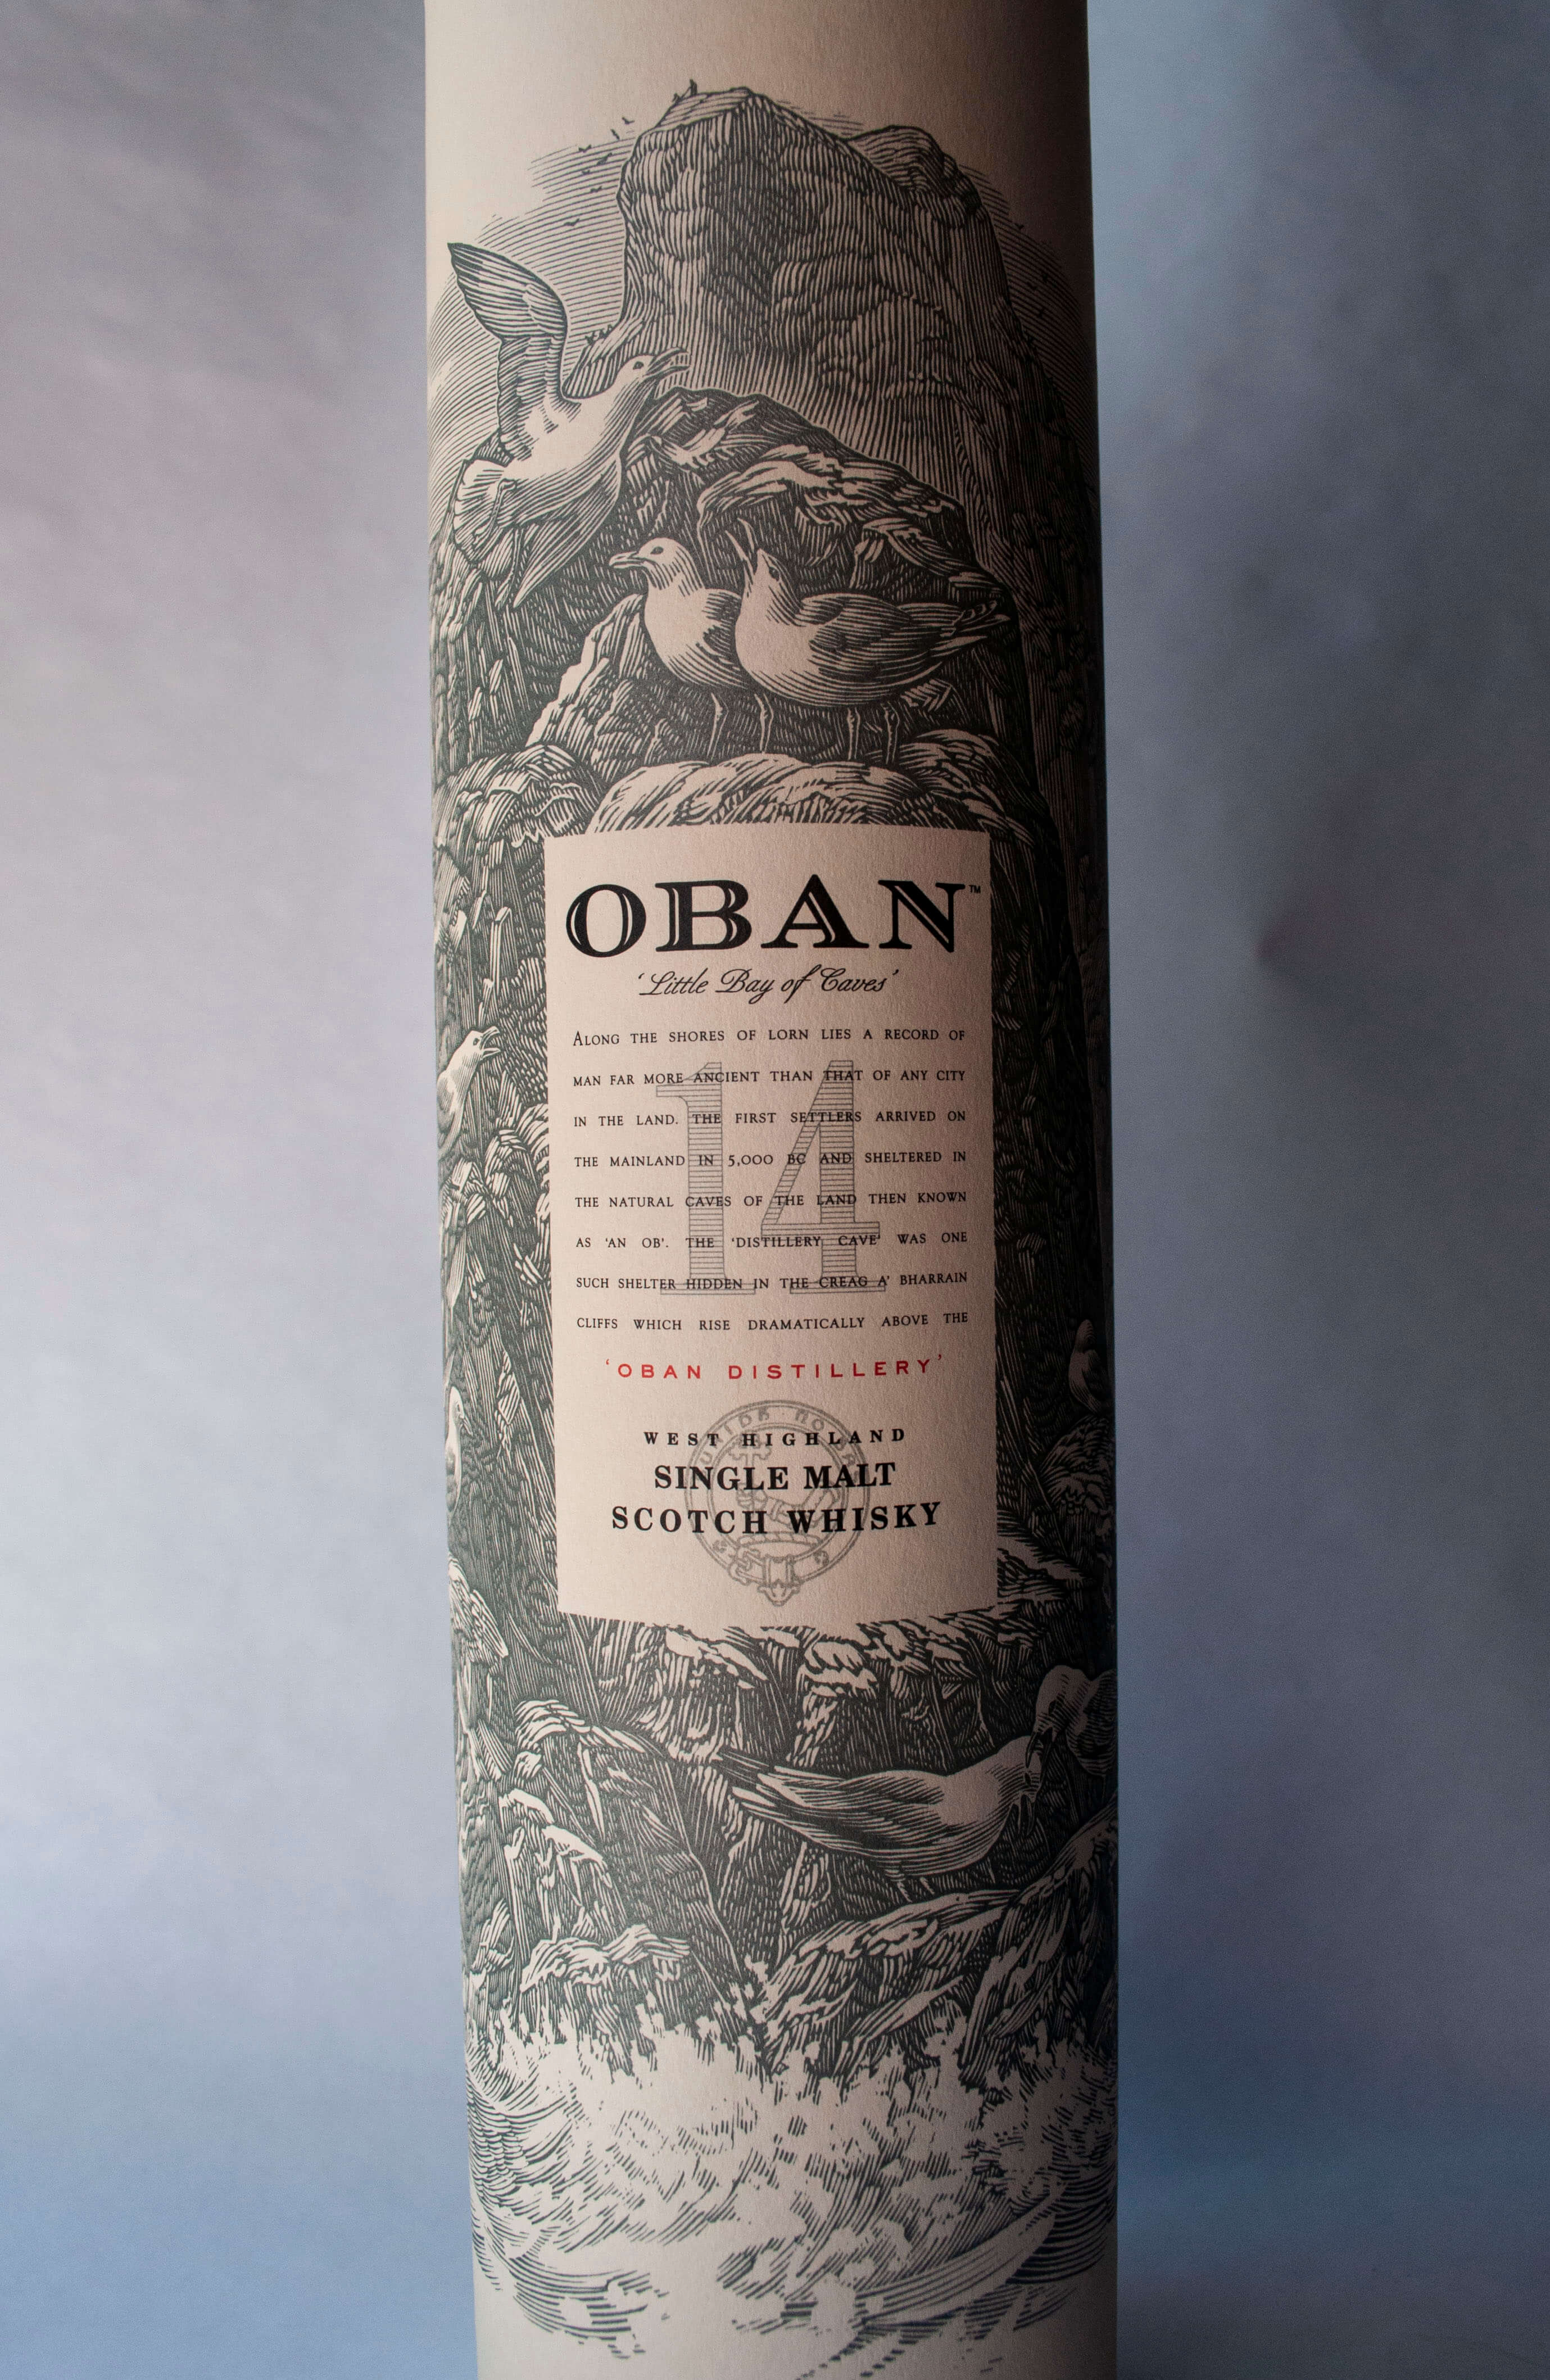 OBAN™
'Little Bay of Caves'
ALONG THE SHORES OF LORN LIES A RECORD OF
MAN FAR MORE ANCIENT THAN THAT OF ANY CITY
IN THE LAND. THE FIRST SETTLERS ARRIVED ON
THE MAINLAND IN 5,000 BC AND SHELTERED IN
THE NATURAL CAVES OF THE LAND THEN KNOWN
AS 'AN OB'. THE 'DISTILLERY CAVE' WAS ONE
SUCH SHELTER HIDDEN IN THE CREAG A' BHARRAIN
CLIFFS WHICH RISE DRAMATICALLY ABOVE THE
14
'OBAN DISTILLERY'
WEST HIGHLAND
SINGLE MALT
SCOTCH WHISKY